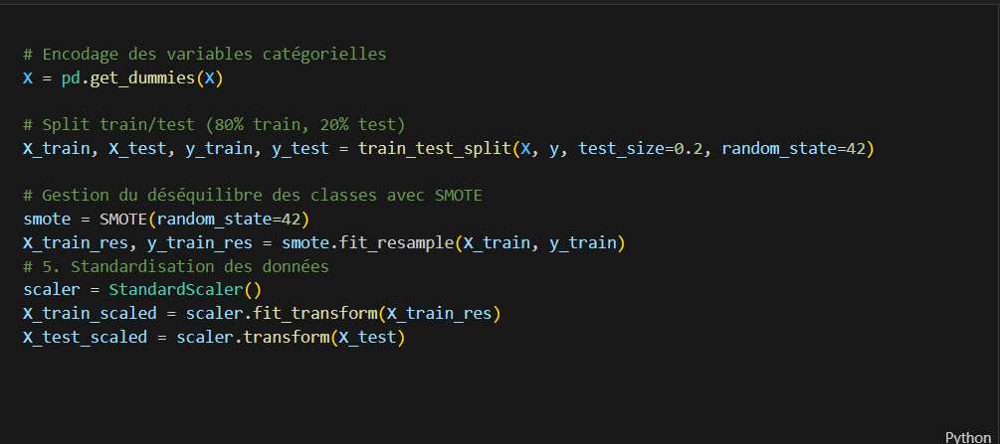 # Encodage des variables catégorielles
X = pd.get_dummies(X)
# Split train/test (80% train, 20% test)
X_train, X_test, y_train, y_test = train_test_split(X, y, test_size=0.2, random_state=42)
# Gestion du déséquilibre des classes avec SMOTE
smote = SMOTE(random_state=42)
X_train_res, y_train_res = smote.fit_resample(X_train, y_train)
# 5. Standardisation des données
scaler = StandardScaler()
X_train_scaled = scaler.fit_transform(X_train_res)
X_test_scaled = scaler.transform(X_test)
Python